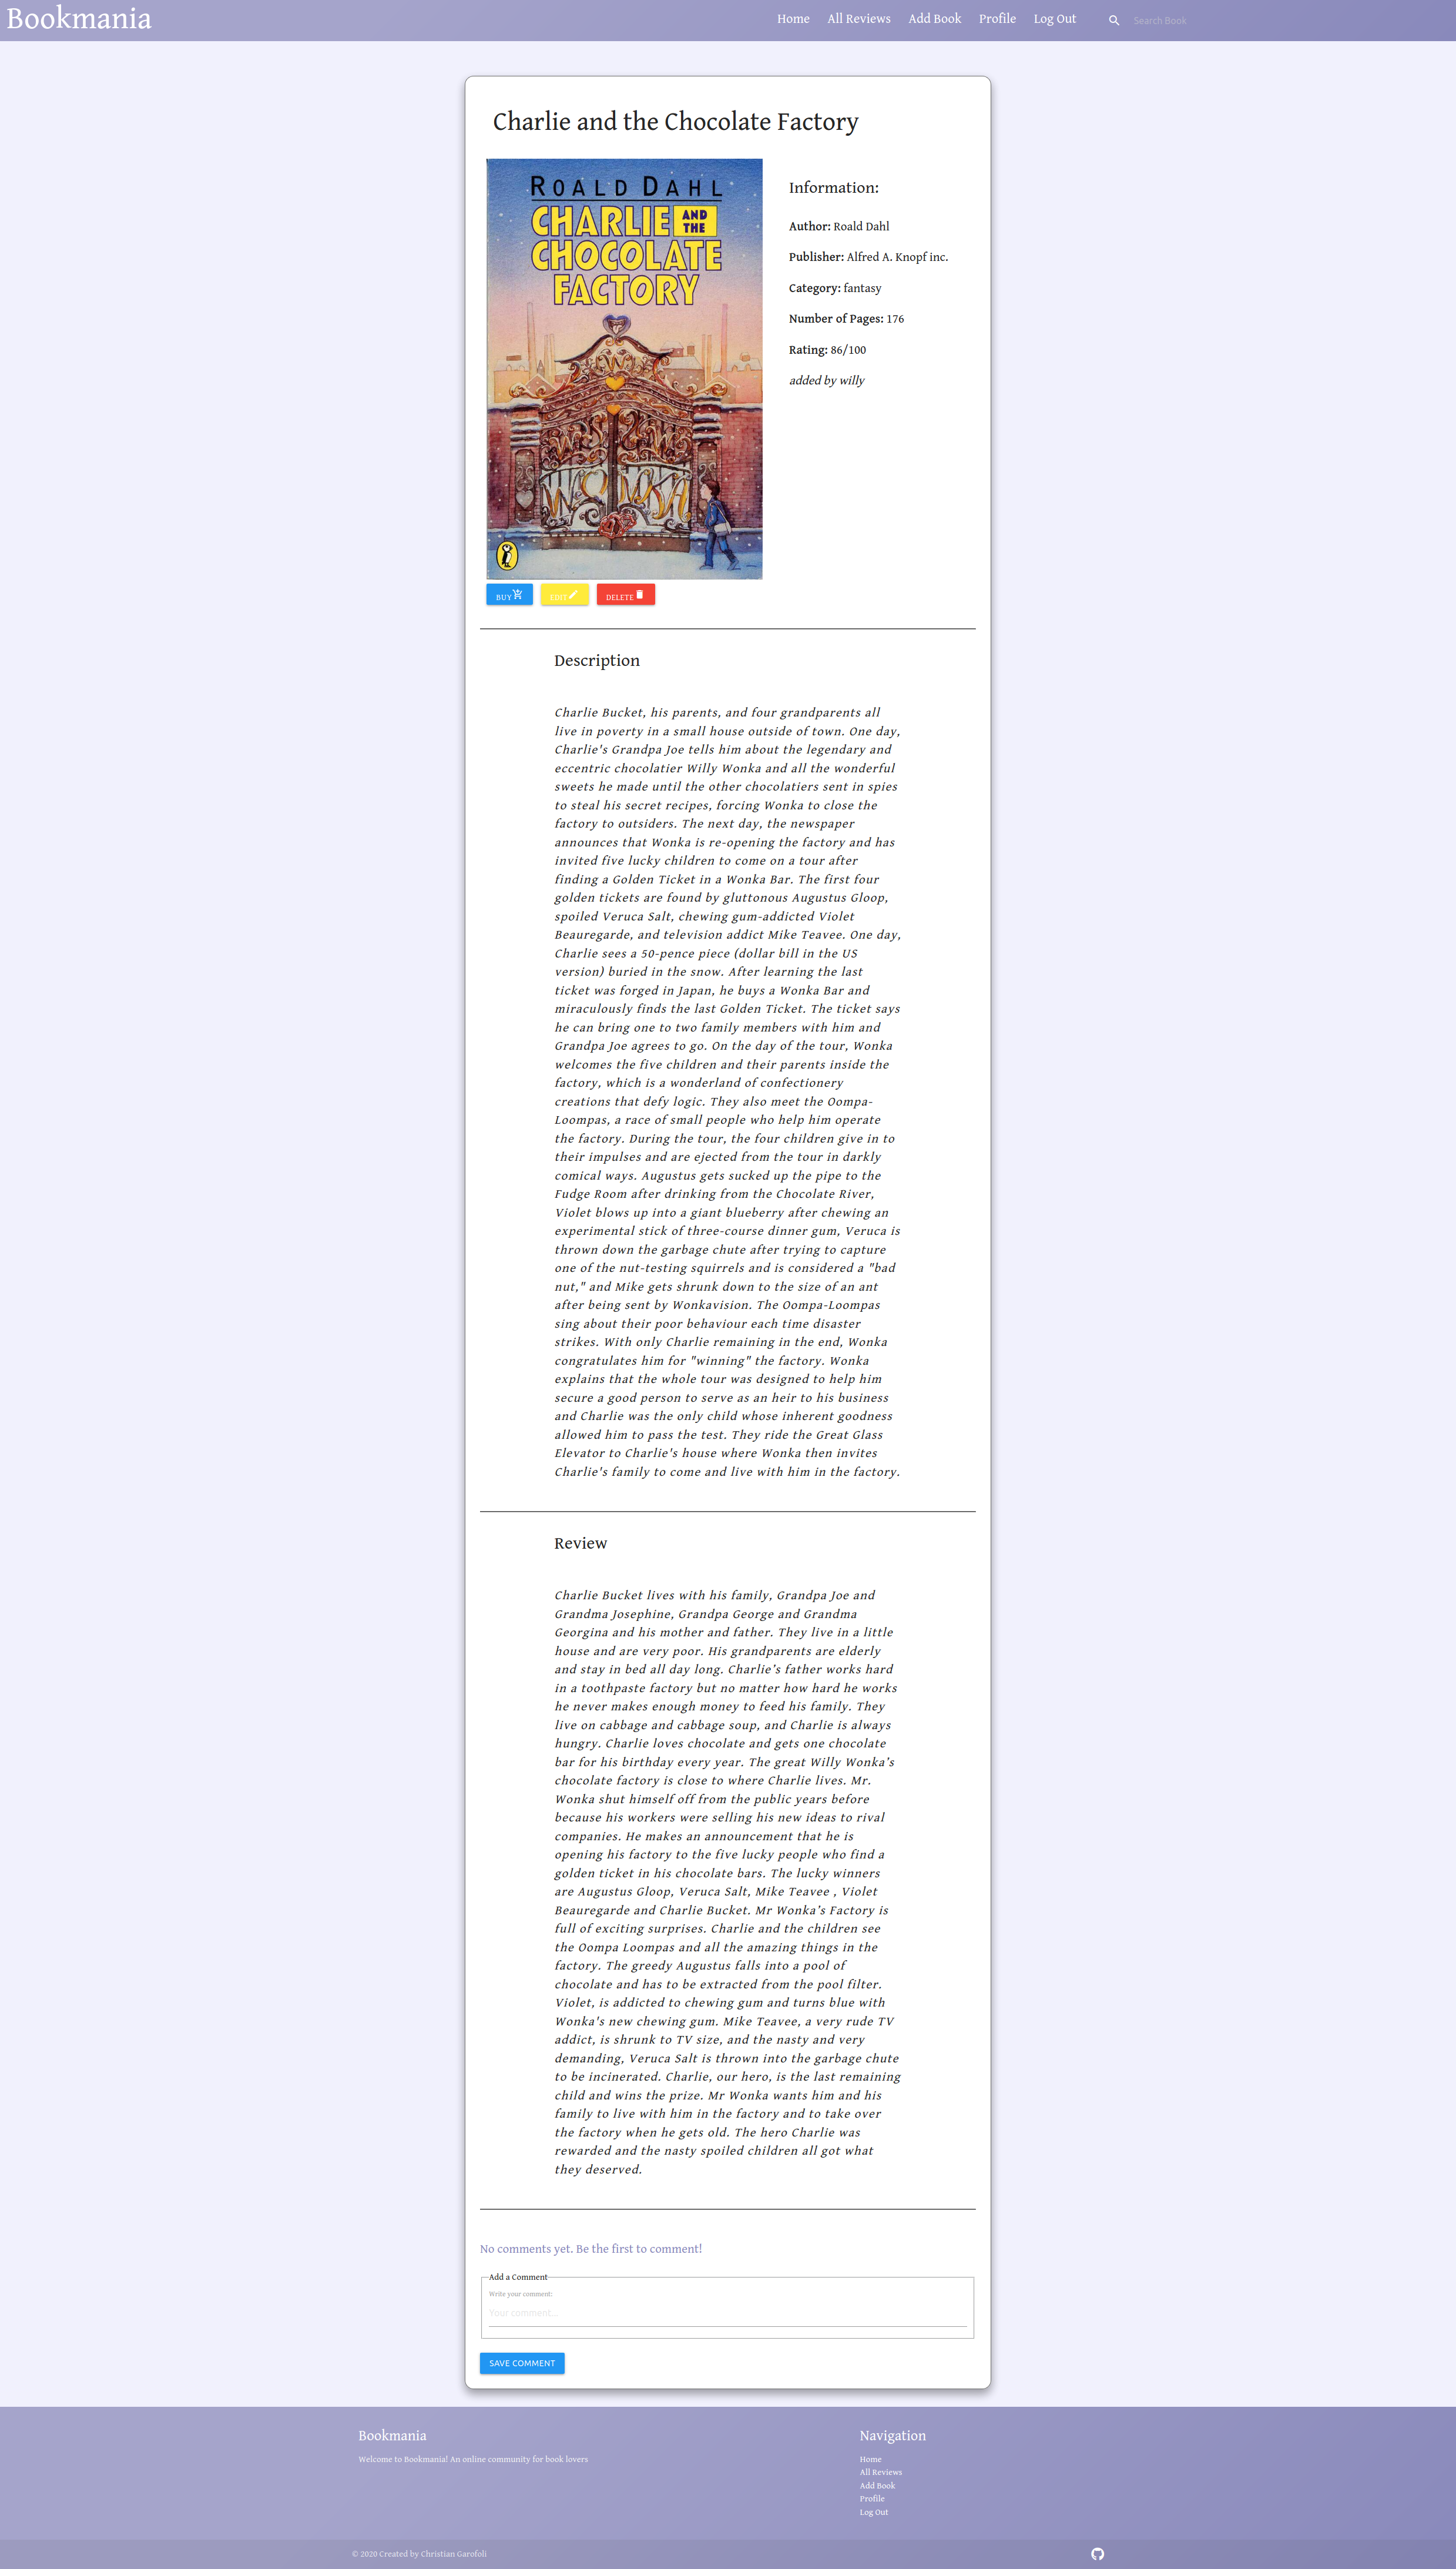 Bookmania
Home All Reviews Add Book Profile Log Out Search Book
Charlie and the Chocolate Factory
ROALD DAHL
CHARLIE AND THE
CHOCOLATE
FACTORY
WONKA
Information:
Author: Roald Dahl
Publisher: Alfred A. Knopf inc.
Category: fantasy
Number of Pages: 176
Rating: 86/100
added by willy
BUY EDIT DELETE
Description
Charlie Bucket, his parents, and four grandparents all
live in poverty in a small house outside of town. One day,
Charlie's Grandpa Joe tells him about the legendary and
eccentric chocolatier Willy Wonka and all the wonderful
sweets he made until the other chocolatiers sent in spies
to steal his secret recipes, forcing Wonka to close the
factory to outsiders. The next day, the newspaper
announces that Wonka is re-opening the factory and has
invited five lucky children to come on a tour after
finding a Golden Ticket in a Wonka Bar. The first four
golden tickets are found by gluttonous Augustus Gloop,
spoiled Veruca Salt, chewing gum-addicted Violet
Beauregarde, and television addict Mike Teavee. One day,
Charlie sees a 50-pence piece (dollar bill in the US
version) buried in the snow. After learning the last
ticket was forged in Japan, he buys a Wonka Bar and
miraculously finds the last Golden Ticket. The ticket says
he can bring one to two family members with him and
Grandpa Joe agrees to go. On the day of the tour, Wonka
welcomes the five children and their parents inside the
factory, which is a wonderland of confectionery
creations that defy logic. They also meet the Oompa-
Loompas, a race of small people who help him operate
the factory. During the tour, the four children give in to
their impulses and are ejected from the tour in darkly
comical ways. Augustus gets sucked up the pipe to the
Fudge Room after drinking from the Chocolate River,
Violet blows up into a giant blueberry after chewing an
experimental stick of three-course dinner gum, Veruca is
thrown down the garbage chute after trying to capture
one of the nut-testing squirrels and is considered a "bad
nut," and Mike gets shrunk down to the size of an ant
after being sent by Wonkavision. The Oompa-Loompas
sing about their poor behaviour each time disaster
strikes. With only Charlie remaining in the end, Wonka
congratulates him for "winning" the factory. Wonka
explains that the whole tour was designed to help him
secure a good person to serve as an heir to his business
and Charlie was the only child whose inherent goodness
allowed him to pass the test. They ride the Great Glass
Elevator to Charlie's house where Wonka then invites
Charlie's family to come and live with him in the factory.
Review
Charlie Bucket lives with his family, Grandpa Joe and
Grandma Josephine, Grandpa George and Grandma
Georgina and his mother and father. They live in a little
house and are very poor. His grandparents are elderly
and stay in bed all day long. Charlie’s father works hard
in a toothpaste factory but no matter how hard he works
he never makes enough money to feed his family. They
live on cabbage and cabbage soup, and Charlie is always
hungry. Charlie loves chocolate and gets one chocolate
bar for his birthday every year. The great Willy Wonka’s
chocolate factory is close to where Charlie lives. Mr.
Wonka shut himself off from the public years before
because his workers were selling his new ideas to rival
companies. He makes an announcement that he is
opening his factory to the five lucky people who find a
golden ticket in his chocolate bars. The lucky winners
are Augustus Gloop, Veruca Salt, Mike Teavee , Violet
Beauregarde and Charlie Bucket. Mr Wonka’s Factory is
full of exciting surprises. Charlie and the children see
the Oompa Loompas and all the amazing things in the
factory. The greedy Augustus falls into a pool of
chocolate and has to be extracted from the pool filter.
Violet, is addicted to chewing gum and turns blue with
Wonka's new chewing gum. Mike Teavee, a very rude TV
addict, is shrunk to TV size, and the nasty and very
demanding, Veruca Salt is thrown into the garbage chute
to be incinerated. Charlie, our hero, is the last remaining
child and wins the prize. Mr Wonka wants him and his
family to live with him in the factory and to take over
the factory when he gets old. The hero Charlie was
rewarded and the nasty spoiled children all got what
they deserved.
No comments yet. Be the first to comment!
Add a Comment
Write your comment:
Your comment...
SAVE COMMENT
Bookmania
Welcome to Bookmania! An online community for book lovers
Navigation
Home
All Reviews
Add Book
Profile
Log Out
© 2020 Created by Christian Garofoli